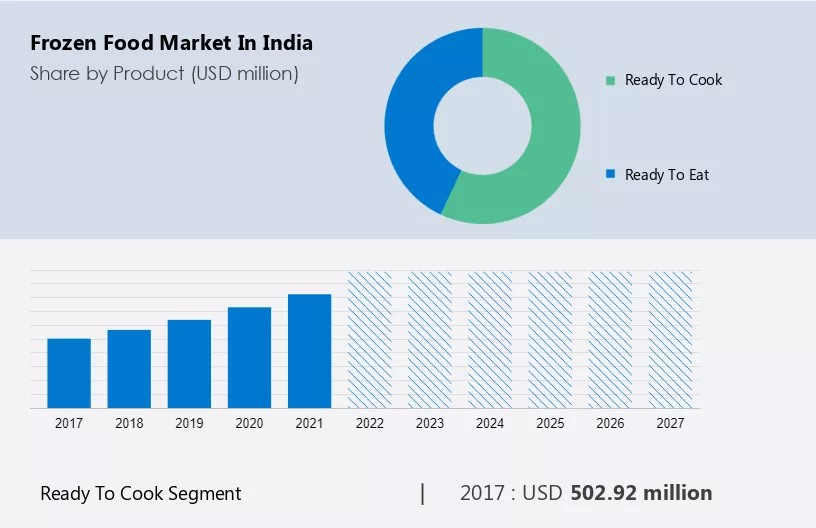 Frozen Food Market In India
Share by Product (USD million)
Ready To Cook
Ready To Eat
2017 2018 2019 2020 2021 2022 2023 2024 2025 2026 2027
Ready To Cook Segment | 2017 : USD 502.92 million